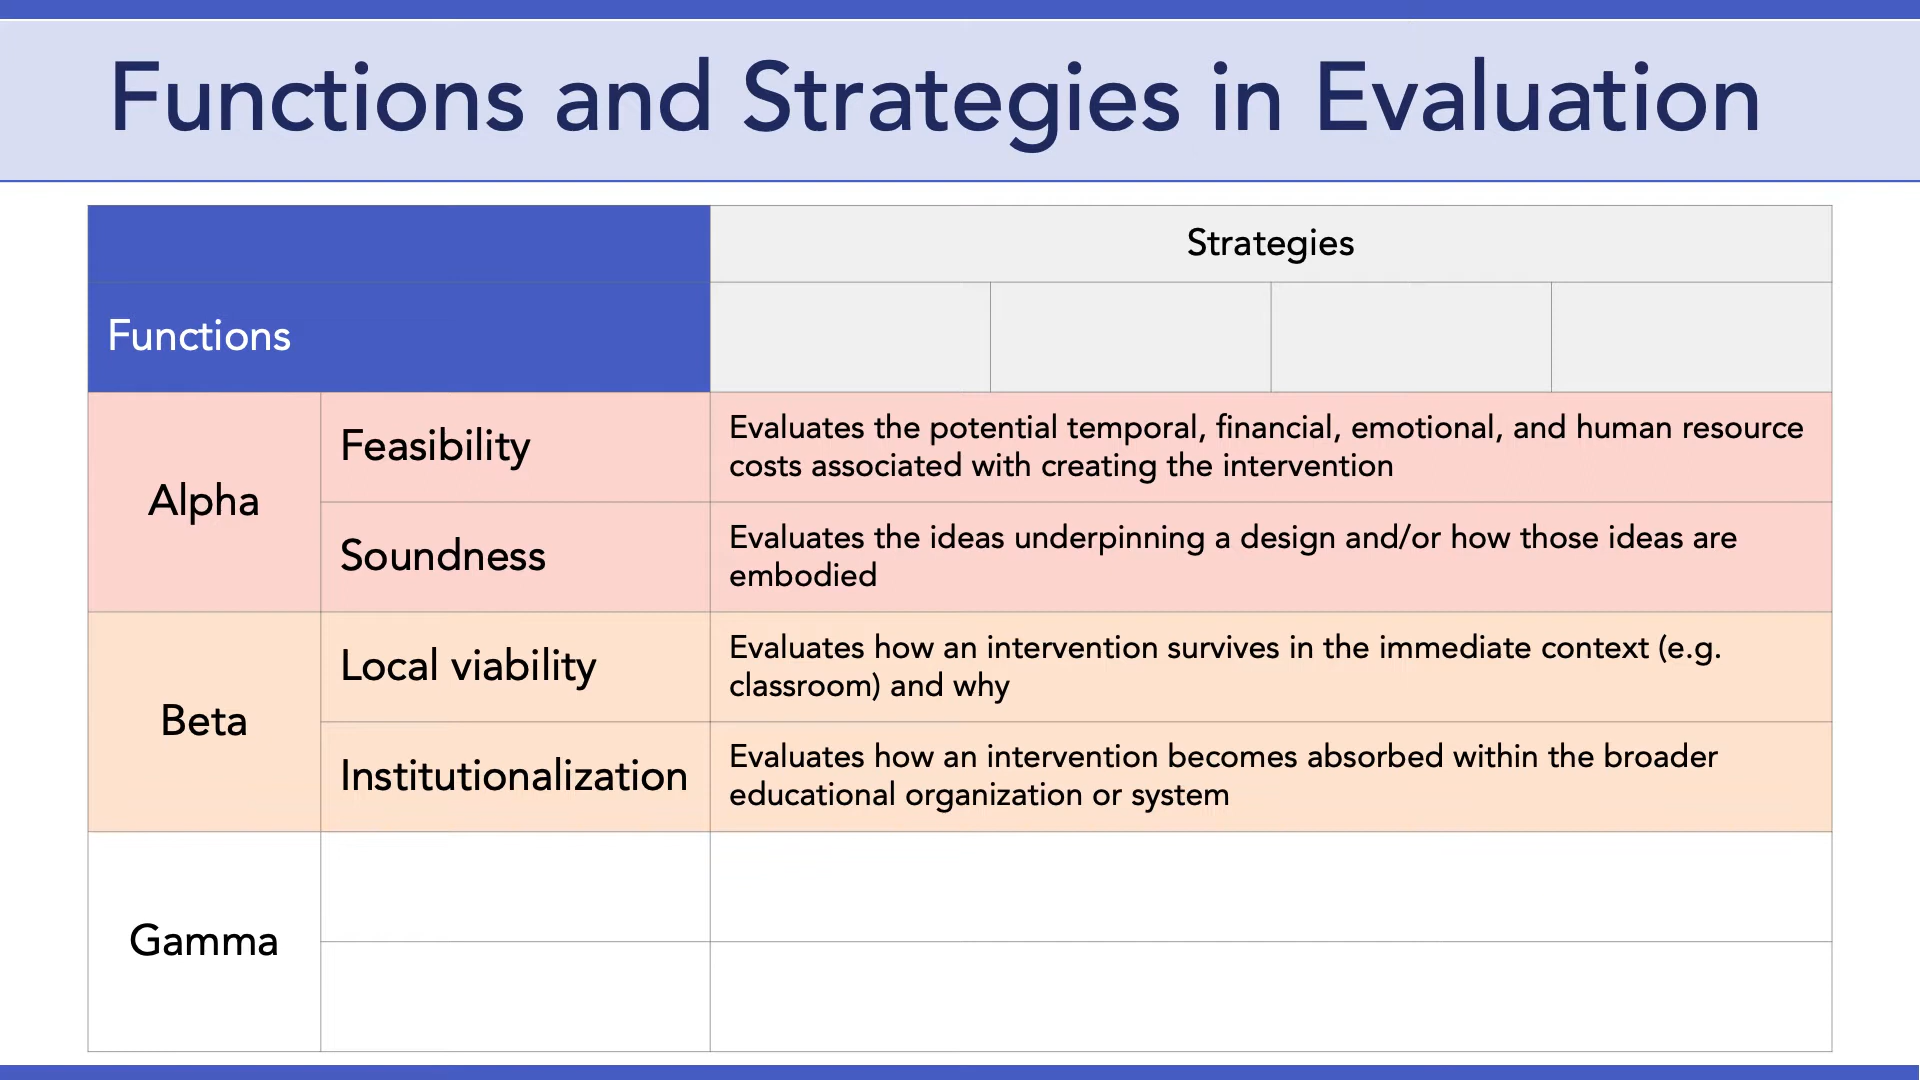 Functions and Strategies in Evaluation
Strategies
Functions
Alpha
Feasibility
Evaluates the potential temporal, financial, emotional, and human resource
costs associated with creating the intervention
Soundness
Evaluates the ideas underpinning a design and/or how those ideas are
embodied
Beta
Local viability
Evaluates how an intervention survives in the immediate context (e.g.
classroom) and why
Institutionalization
Evaluates how an intervention becomes absorbed within the broader
educational organization or system
Gamma